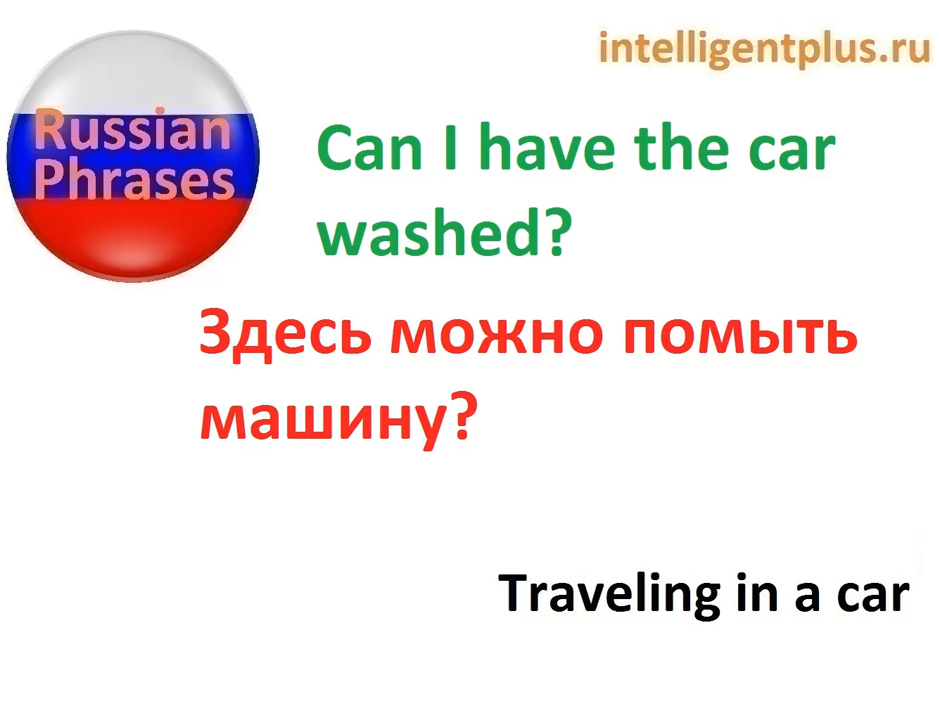 intelligentplus.ru
Russian
Phrases
Can I have the car
washed?
Здесь можно помыть
машину?
Traveling in a car